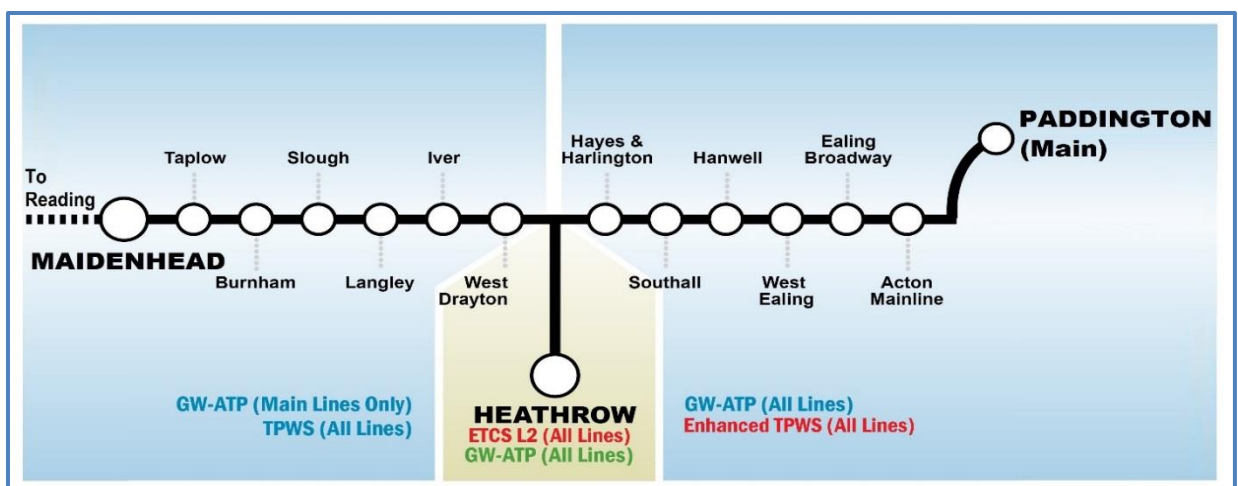 To
Reading
MAIDENHEAD
Taplow
Burnham
Slough
Langley
Iver
West
Drayton
Hayes &
Harlington
Southall
Hanwell
West
Ealing
Ealing
Broadway
Acton
Mainline
PADDINGTON
(Main)
HEATHROW
GW-ATP (Main Lines Only)
TPWS (All Lines)
ETCS L2 (All Lines)
GW-ATP (All Lines)
GW-ATP (All Lines)
Enhanced TPWS (All Lines)